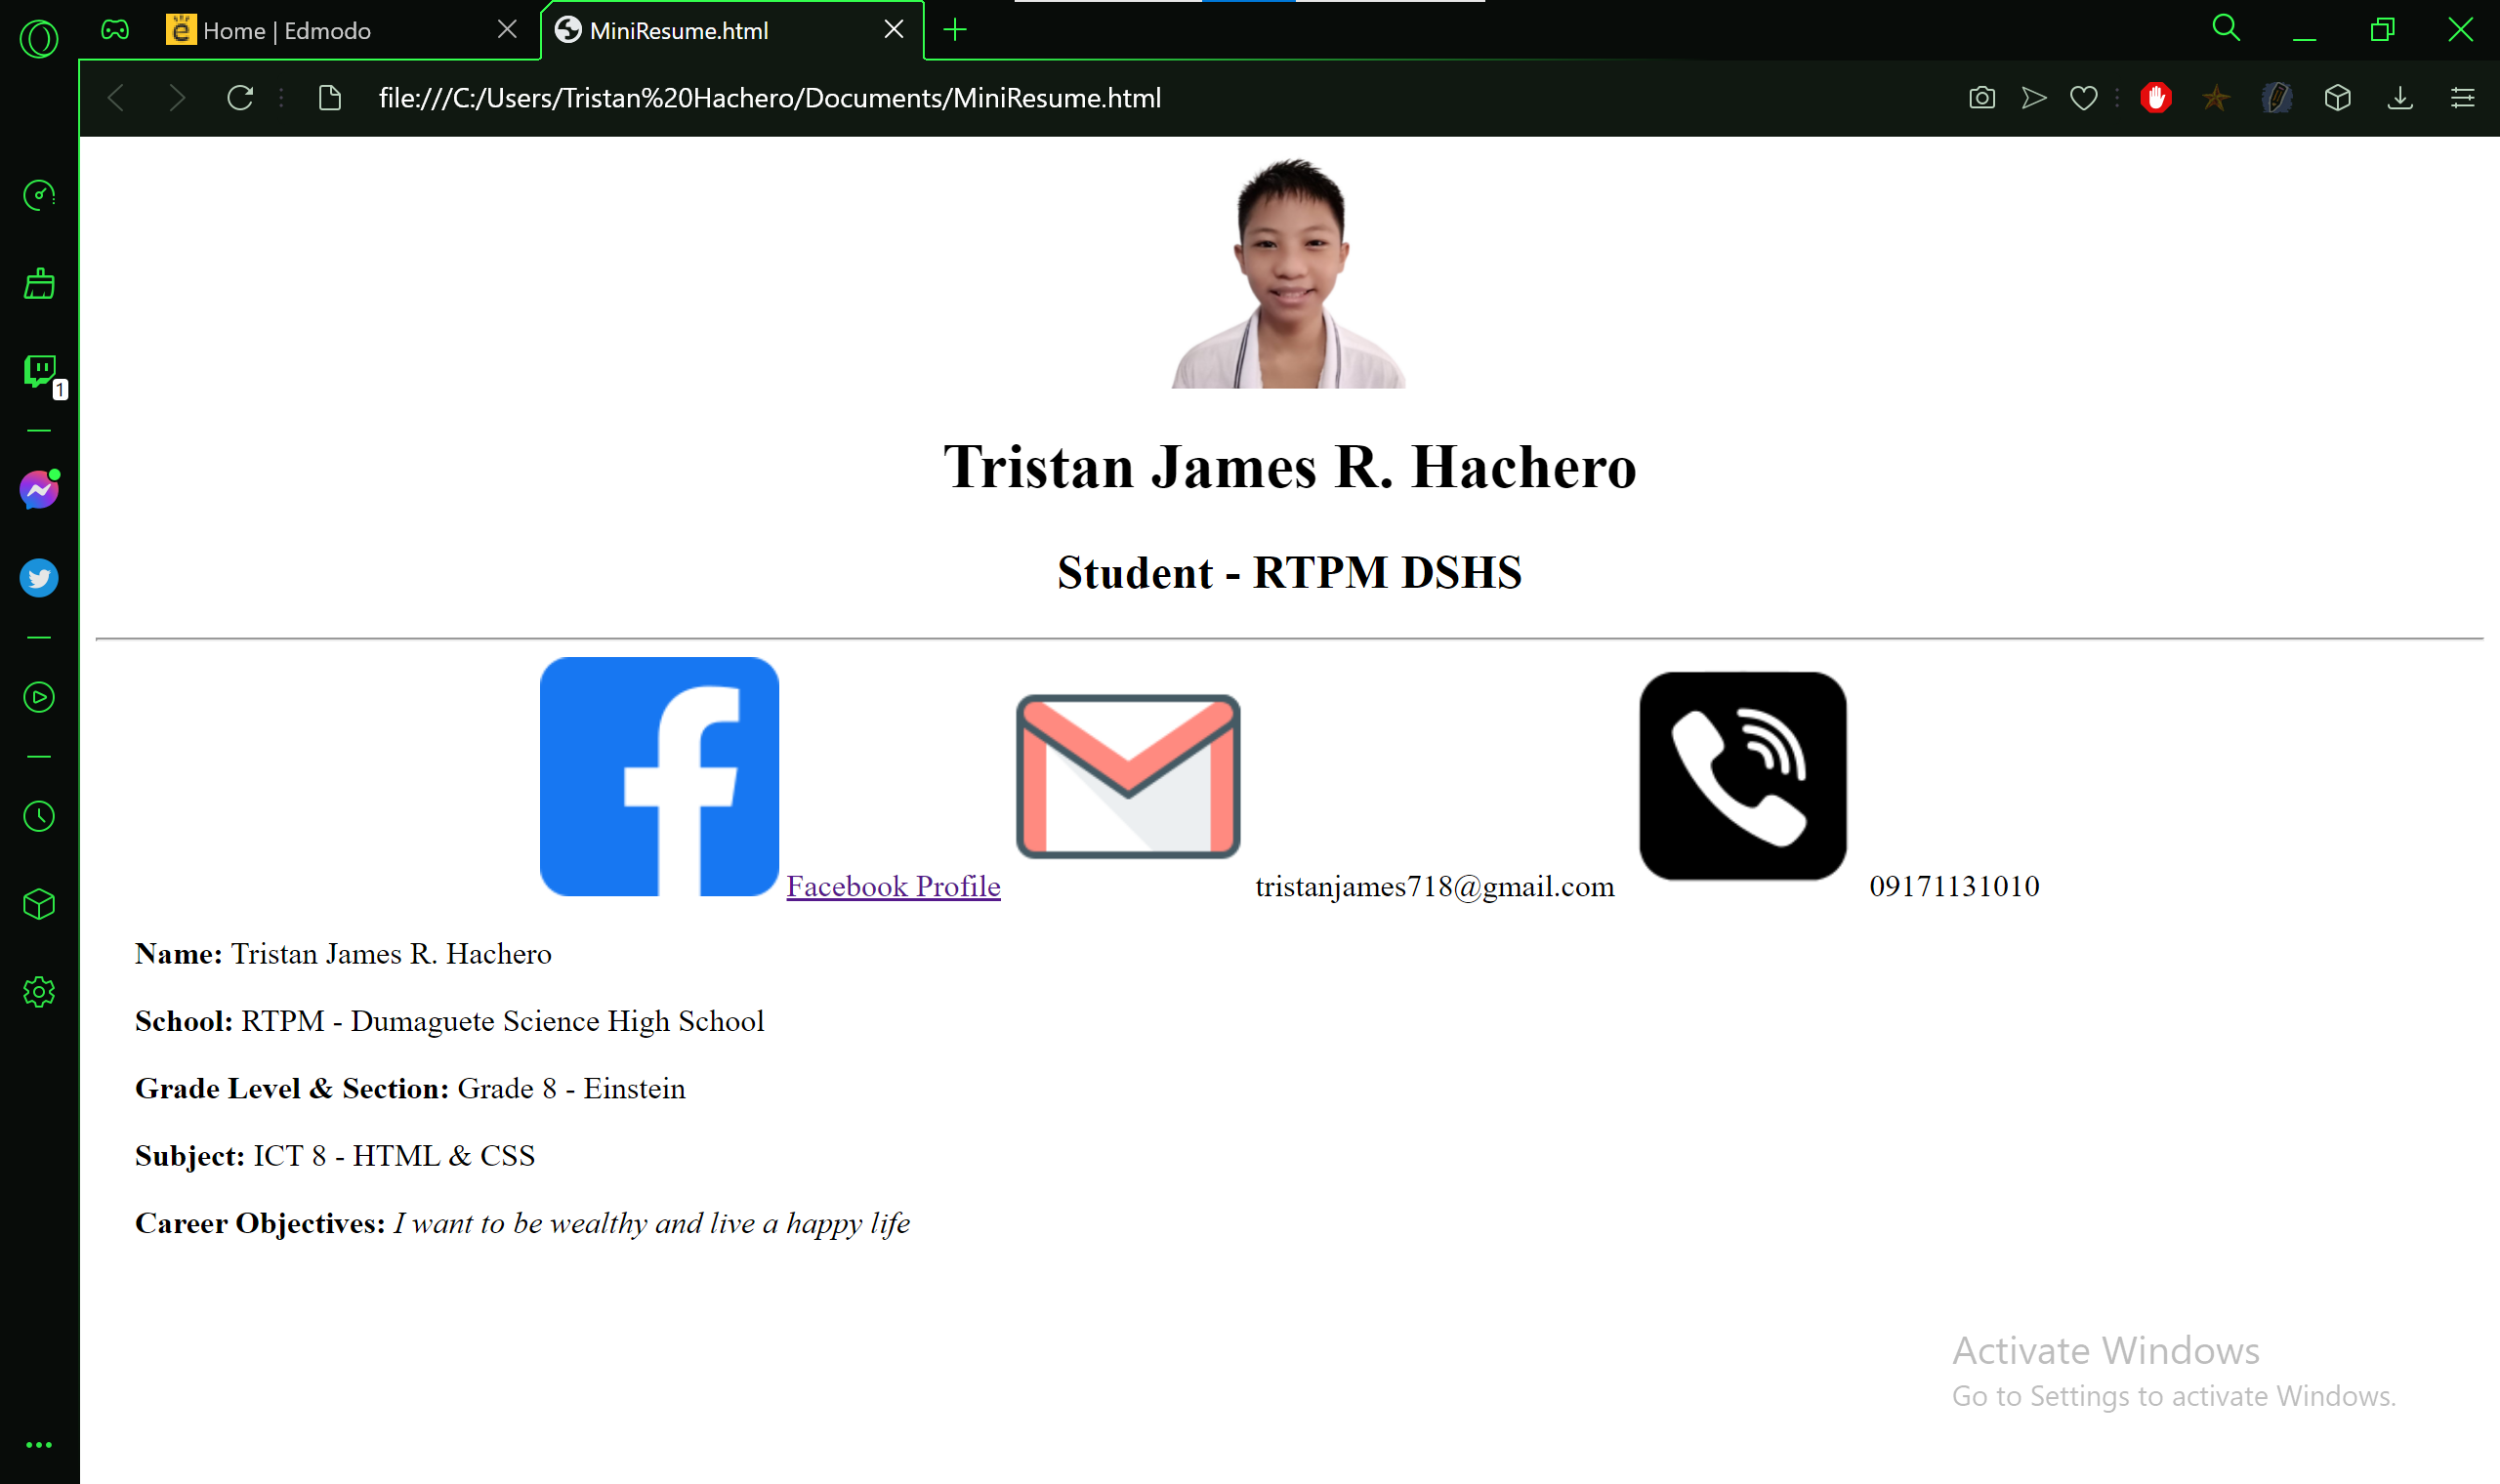 Home | Edmodo
MiniResume.html
file:///C:/Users/Tristan%20Hachero/Documents/MiniResume.html
1
Tristan James R. Hachero
Student - RTPM DSHS
Facebook Profile tristanjames718@gmail.com 09171131010
Name: Tristan James R. Hachero
School: RTPM - Dumaguete Science High School
Grade Level & Section: Grade 8 - Einstein
Subject: ICT 8 - HTML & CSS
Career Objectives: I want to be wealthy and live a happy life
Activate Windows
Go to Settings to activate Windows.